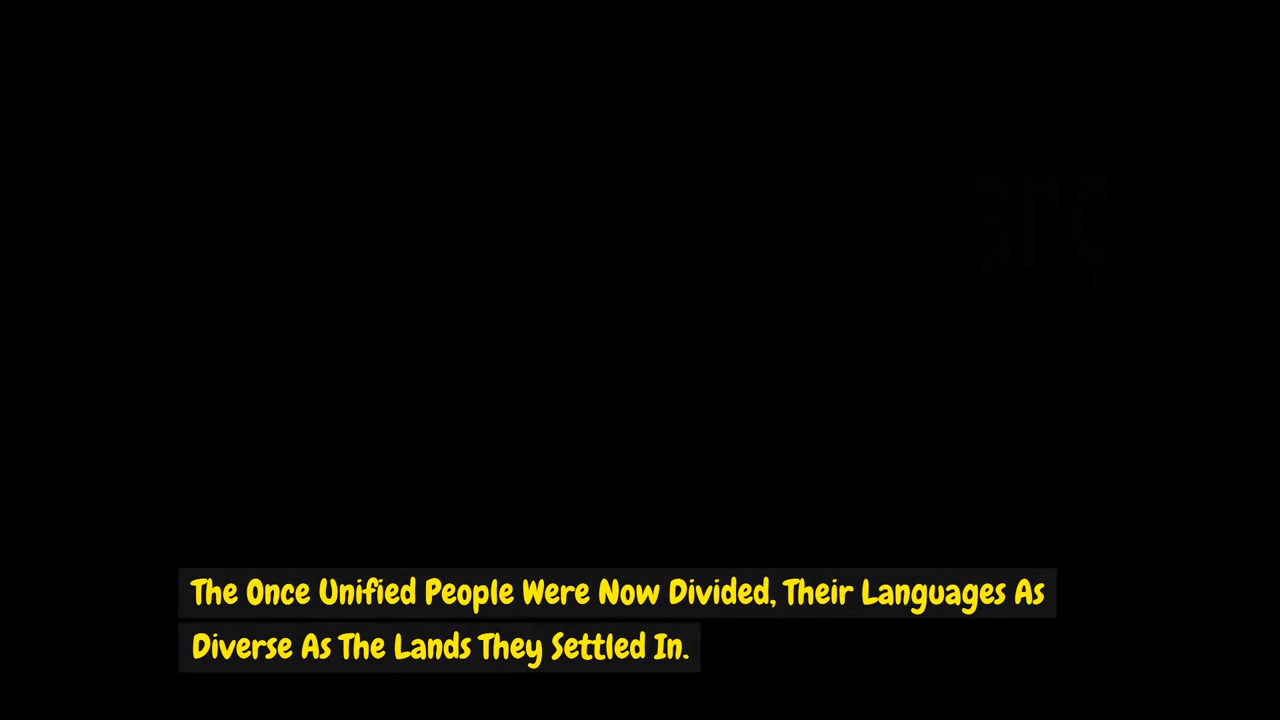 The Once Unified People Were Now Divided, Their Languages As
Diverse As The Lands They Settled In.